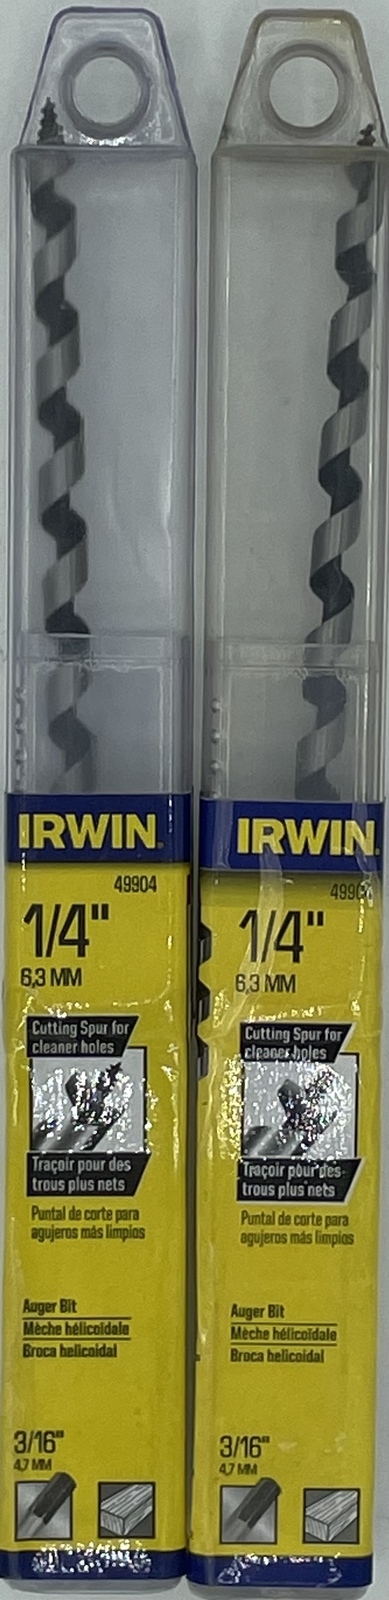 IRWIN®
49904
1/4"
6,3 MM
Cutting Spur for
cleaner holes
Traçoir pour des
trous plus nets
Puntal de corte para
agujeros más limpios
Auger Bit
Mèche hélicoïdale
Broca helicoidal
3/16"
4,7 MM
IRWIN®
49904
1/4"
6,3 MM
Cutting Spur for
cleaner holes
Traçoir pour des
trous plus nets
Puntal de corte para
agujeros más limpios
Auger Bit
Mèche hélicoïdale
Broca helicoidal
3/16"
4,7 MM